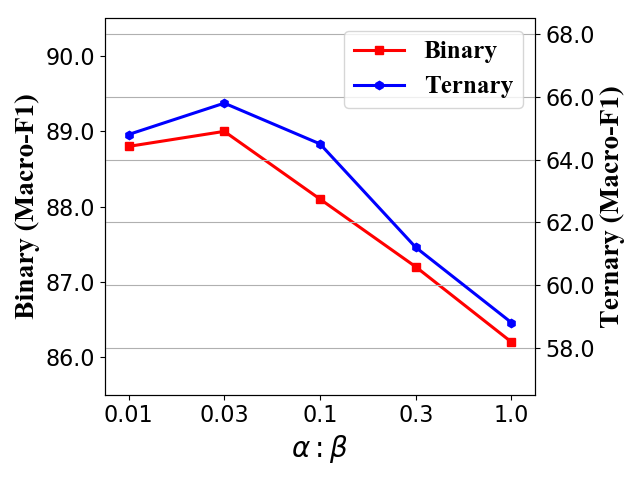 Binary
Ternary
90.0
89.0
88.0
87.0
86.0
Binary (Macro-F1)
68.0
66.0
64.0
62.0
60.0
58.0
Ternary (Macro-F1)
0.01 0.03 0.1 0.3 1.0
α : β